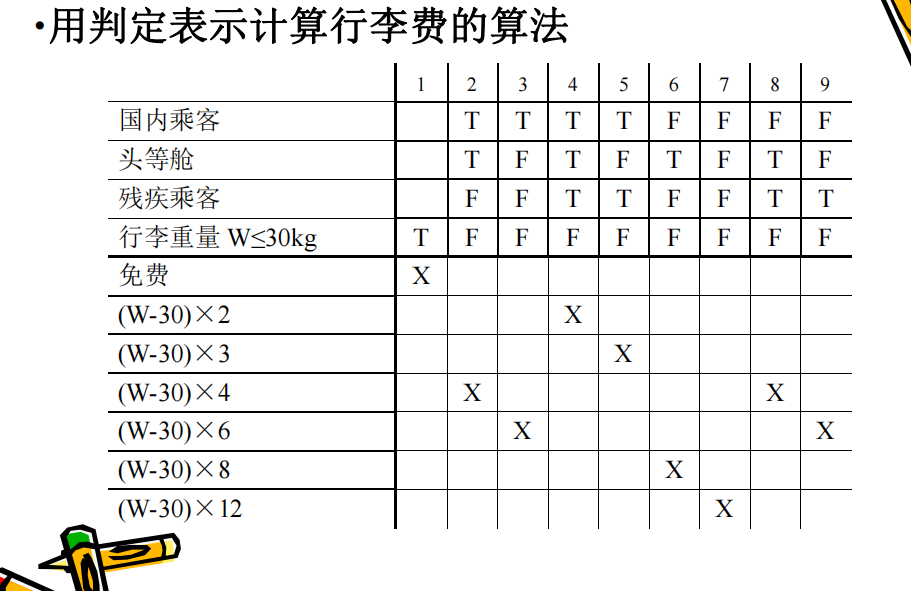 ·用判定表示计算行李费的算法
1 2 3 4 5 6 7 8 9
国内乘客 T T T T F F F F
头等舱 T F T F T F T F
残疾乘客 F F T T F F T T
行李重量 W≤30kg T F F F F F F F F
免费 X
(W-30)×2 X
(W-30)×3 X
(W-30)×4 X X
(W-30)×6 X X
(W-30)×8 X
(W-30)×12 X